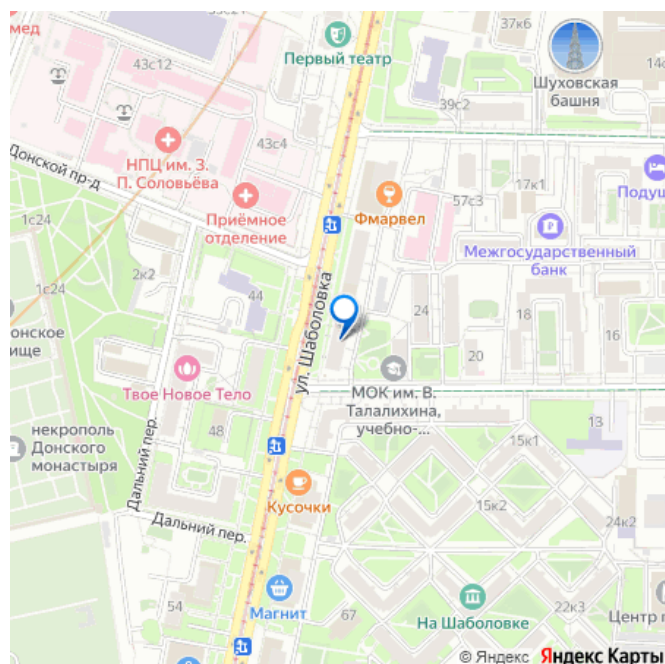 мед
43с12
Первый театр
37к6
Шуховская
башня
39с2
43с4
НПЦ им. З.
П. Соловьёва
Донской пр-д
Приёмное
отделение
Фмарвел
57с3
17к1
Подуш
Межгосударственный
банк
1с24
2к2
1с24
44
ул. Шаболовка
24
18
16
20
онское
ище
Твое Новое Тело
МОК им. В.
Талалихина,
учебно-...
некрополь
Донского
монастыря
48
Дальний пер.
13
15к1
Кусочки
15к2
24к2
Дальний пер.
54
Магнит
67
На Шаболовке
22к3
Центр г
© Яндекс Яндекс Карты